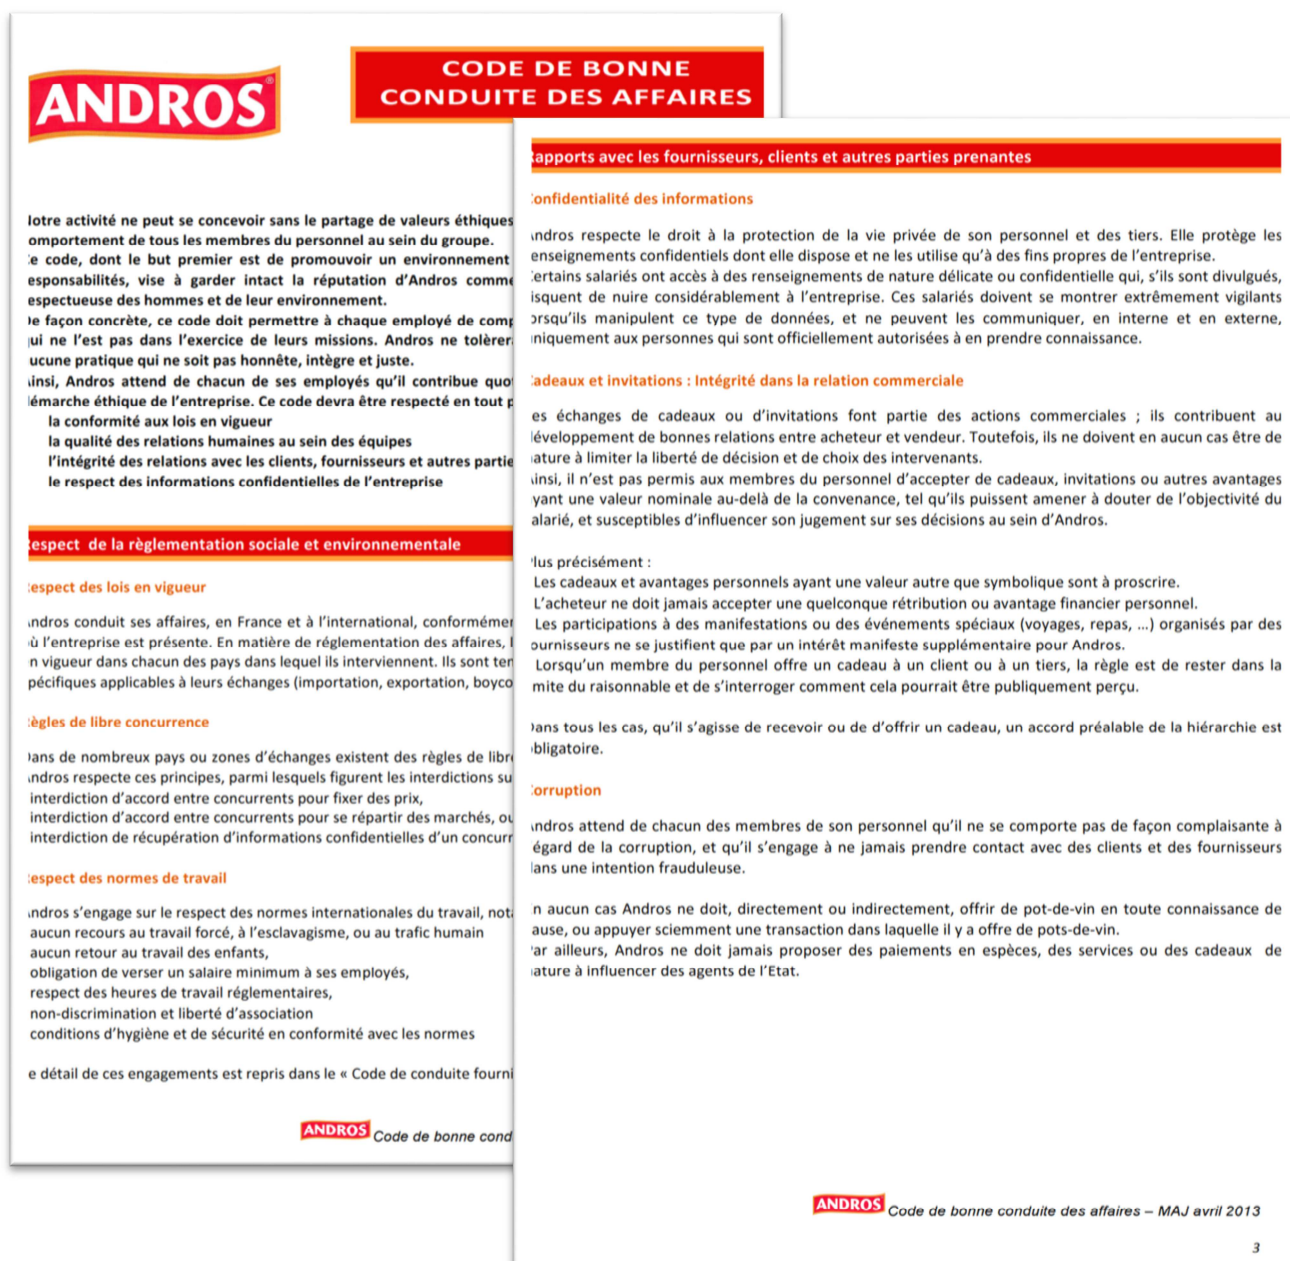 ANDROS®
CODE DE BONNE
CONDUITE DES AFFAIRES
otre activité ne peut se concevoir sans le partage de valeurs éthiques
omportement de tous les membres du personnel au sein du groupe.
e code, dont le but premier est de promouvoir un environnement
esponsabilités, vise à garder intact la réputation d’Andros comme
espectueuse des hommes et de leur environnement.
e façon concrète, ce code doit permettre à chaque employé de comp
ui ne l’est pas dans l’exercice de leurs missions. Andros ne tolérer
ucune pratique qui ne soit pas honnête, intègre et juste.
insi, Andros attend de chacun de ses employés qu’il contribue quo
émarche éthique de l’entreprise. Ce code devra être respecté en tout p
la conformité aux lois en vigueur
la qualité des relations humaines au sein des équipes
l’intégrité des relations avec les clients, fournisseurs et autres partie
le respect des informations confidentielles de l’entreprise
espect de la règlementation sociale et environnementale
espect des lois en vigueur
ndros conduit ses affaires, en France et à l’international, conformémer
ù l’entreprise est présente. En matière de réglementation des affaires, l
n vigueur dans chacun des pays dans lequel ils interviennent. Ils sont ten
pécifiques applicables à leurs échanges (importation, exportation, boyco
ègles de libre concurrence
ans de nombreux pays ou zones d’échanges existent des règles de libr
ndros respecte ces principes, parmi lesquels figurent les interdictions su
interdiction d’accord entre concurrents pour fixer des prix,
interdiction d’accord entre concurrents pour se répartir des marchés, ou
interdiction de récupération d’informations confidentielles d’un concurr
espect des normes de travail
ndros s’engage sur le respect des normes internationales du travail, not
aucun recours au travail forcé, à l’esclavagisme, ou au trafic humain
aucun retour au travail des enfants,
obligation de verser un salaire minimum à ses employés,
respect des heures de travail réglementaires,
non-discrimination et liberté d’association
conditions d’hygiène et de sécurité en conformité avec les normes
e détail de ces engagements est repris dans le « Code de conduite fourni
ANDROS Code de bonne cond
apports avec les fournisseurs, clients et autres parties prenantes
onfidentialité des informations
ndros respecte le droit à la protection de la vie privée de son personnel et des tiers. Elle protège les
enseignements confidentiels dont elle dispose et ne les utilise qu’à des fins propres de l’entreprise.
ertains salariés ont accès à des renseignements de nature délicate ou confidentielle qui, s’ils sont divulgués,
isquent de nuire considérablement à l’entreprise. Ces salariés doivent se montrer extrêmement vigilants
orsqu’ils manipulent ce type de données, et ne peuvent les communiquer, en interne et en externe,
niquement aux personnes qui sont officiellement autorisées à en prendre connaissance.
adeaux et invitations : Intégrité dans la relation commerciale
es échanges de cadeaux ou d’invitations font partie des actions commerciales ; ils contribuent au
éveloppement de bonnes relations entre acheteur et vendeur. Toutefois, ils ne doivent en aucun cas être de
ature à limiter la liberté de décision et de choix des intervenants.
insi, il n’est pas permis aux membres du personnel d’accepter de cadeaux, invitations ou autres avantages
yant une valeur nominale au-delà de la convenance, tel qu’ils puissent amener à douter de l’objectivité du
alarié, et susceptibles d’influencer son jugement sur ses décisions au sein d’Andros.
lus précisément :
Les cadeaux et avantages personnels ayant une valeur autre que symbolique sont à proscrire.
L’acheteur ne doit jamais accepter une quelconque rétribution ou avantage financier personnel.
Les participations à des manifestations ou des événements spéciaux (voyages, repas, …) organisés par des
ournisseurs ne se justifient que par un intérêt manifeste supplémentaire pour Andros.
Lorsqu’un membre du personnel offre un cadeau à un client ou à un tiers, la règle est de rester dans la
mite du raisonnable et de s’interroger comment cela pourrait être publiquement perçu.
ans tous les cas, qu’il s’agisse de recevoir ou de d’offrir un cadeau, un accord préalable de la hiérarchie est
bligatoire.
orruption
ndros attend de chacun des membres de son personnel qu’il ne se comporte pas de façon complaisante à
égard de la corruption, et qu’il s’engage à ne jamais prendre contact avec des clients et des fournisseurs
ans une intention frauduleuse.
n aucun cas Andros ne doit, directement ou indirectement, offrir de pot-de-vin en toute connaissance de
ause, ou appuyer sciemment une transaction dans laquelle il y a offre de pots-de-vin.
ar ailleurs, Andros ne doit jamais proposer des paiements en espèces, des services ou des cadeaux de
ature à influencer des agents de l’Etat.
ANDROS Code de bonne conduite des affaires – MAJ avril 2013
3